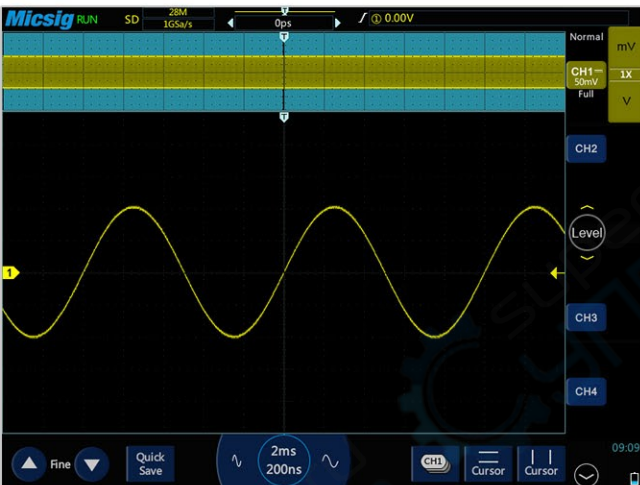 Micsig RUN SD 28M
1GSa/s
0ps
① 0.00V
T
Normal
mV
CH1
50mV
1X
Full
V
T
CH2
Level
1
CH3
CH4
Fine
Quick
Save
2ms
200ns
CH1
Cursor
Cursor
09:09